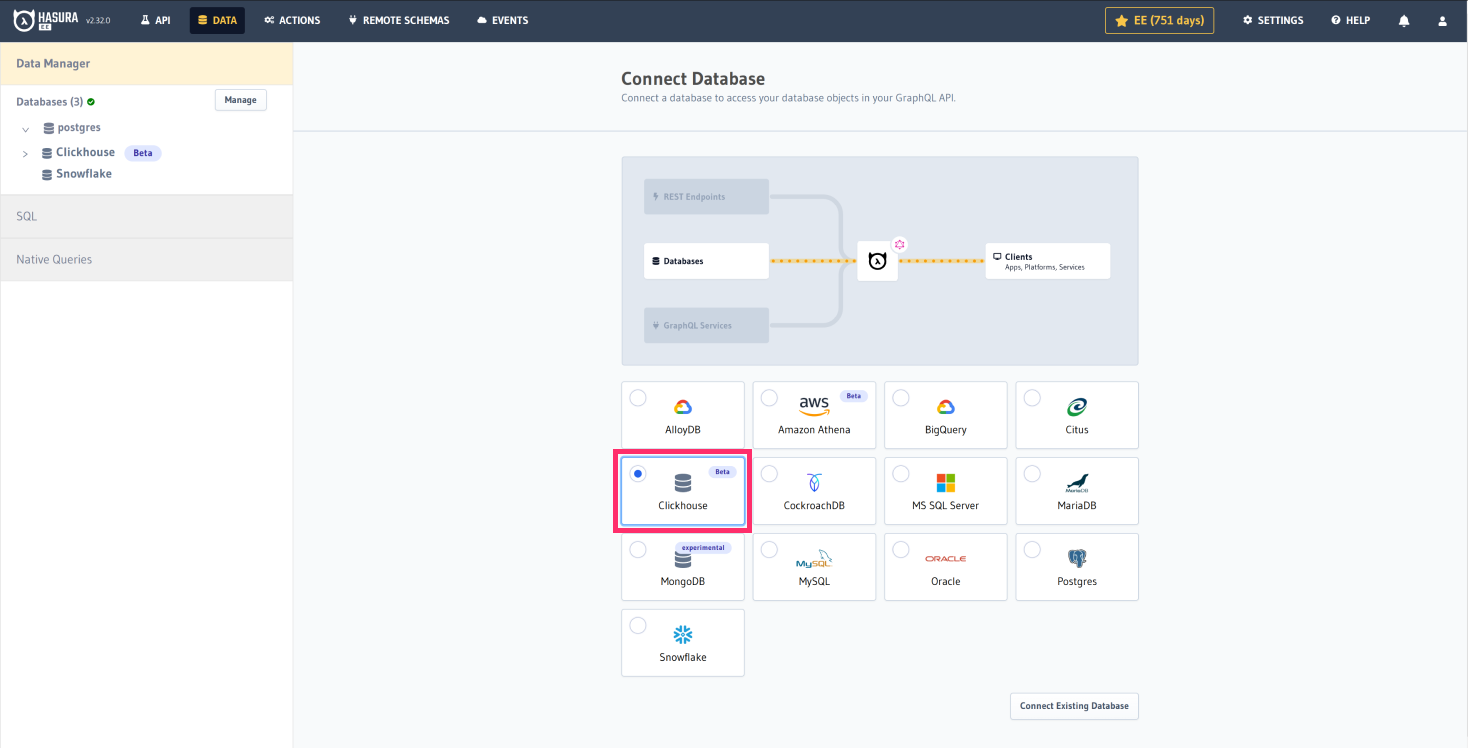 HASURA EE v2.32.0 API DATA ACTIONS REMOTE SCHEMAS EVENTS EE (751 days) SETTINGS HELP
Data Manager
Databases (3) Manage
postgres
Clickhouse Beta
Snowflake
SQL
Native Queries
Connect Database
Connect a database to access your database objects in your GraphQL API.
REST Endpoints
Databases
Clients
Apps, Platforms, Services
GraphQL Services
AlloyDB
aws Beta
Amazon Athena
BigQuery
Citus
Beta
Clickhouse
CockroachDB
MS SQL Server
MariaDB
MariaDB
experimental
MongoDB
MySQL
MySQL
ORACLE
Oracle
Postgres
Snowflake
Connect Existing Database